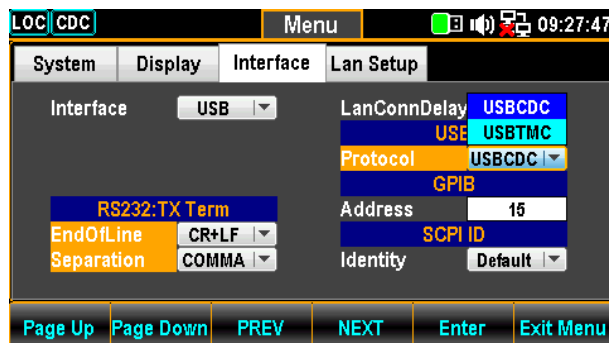 LOC CDC Menu 09:27:47
System Display Interface Lan Setup
Interface USB LanConnDelay USBCDC
USB USBTMC
Protocol USBCDC
GPIB
RS232:TX Term Address 15
EndOfLine CR+LF SCPI ID
Separation COMMA Identity Default
Page Up Page Down PREV NEXT Enter Exit Menu